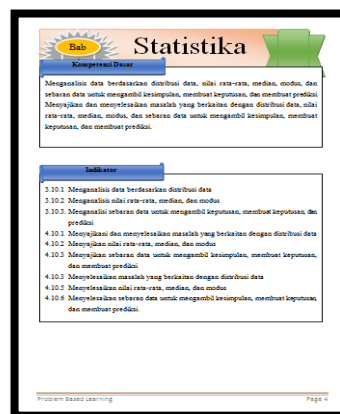 Bab
Statistika
Kompetensi Dasar
Menganalisis data berdasarkan distribusi data, nilai rata-rata, median, modus, dan
sebaran data untuk mengambil kesimpulan, membuat keputusan, dan membuat prediksi
Menyajikan dan menyelesaikan masalah yang berkaitan dengan distribusi data, nilai
rata-rata, median, modus, dan sebaran data untuk mengambil kesimpulan, membuat
keputusan, dan membuat prediksi.
Indikator
3.10.1 Menganalisis data berdasarkan distribusi data
3.10.2 Menganalisis nilai rata-rata, median, dan modus
3.10.3. Menganalisis sebaran data untuk mengambil keputusan, membuat keputusan, dan
prediksi
4.10.1 Menyajikani dan menyelesaikan masalah yang berkaitan dengan distribusi data
4.10.2 Menyajikan nilai rata-rata, median, dan modus
4.10.3 Menyajikan sebaran data untuk mengambil kesimpulan, membuat keputusan,
dan membuat prediksi
4.10.3 Menyelesaikan masalah yang berkaitan dengan distribusi data
4.10.5 Menyelesaikan nilai rata-rata, median, dan modus
4.10.6 Menyelesaikan sebaran data untuk mengambil kesimpulan, membuat keputusan,
dan membuat prediksi.
Problem Based Learning Page 4